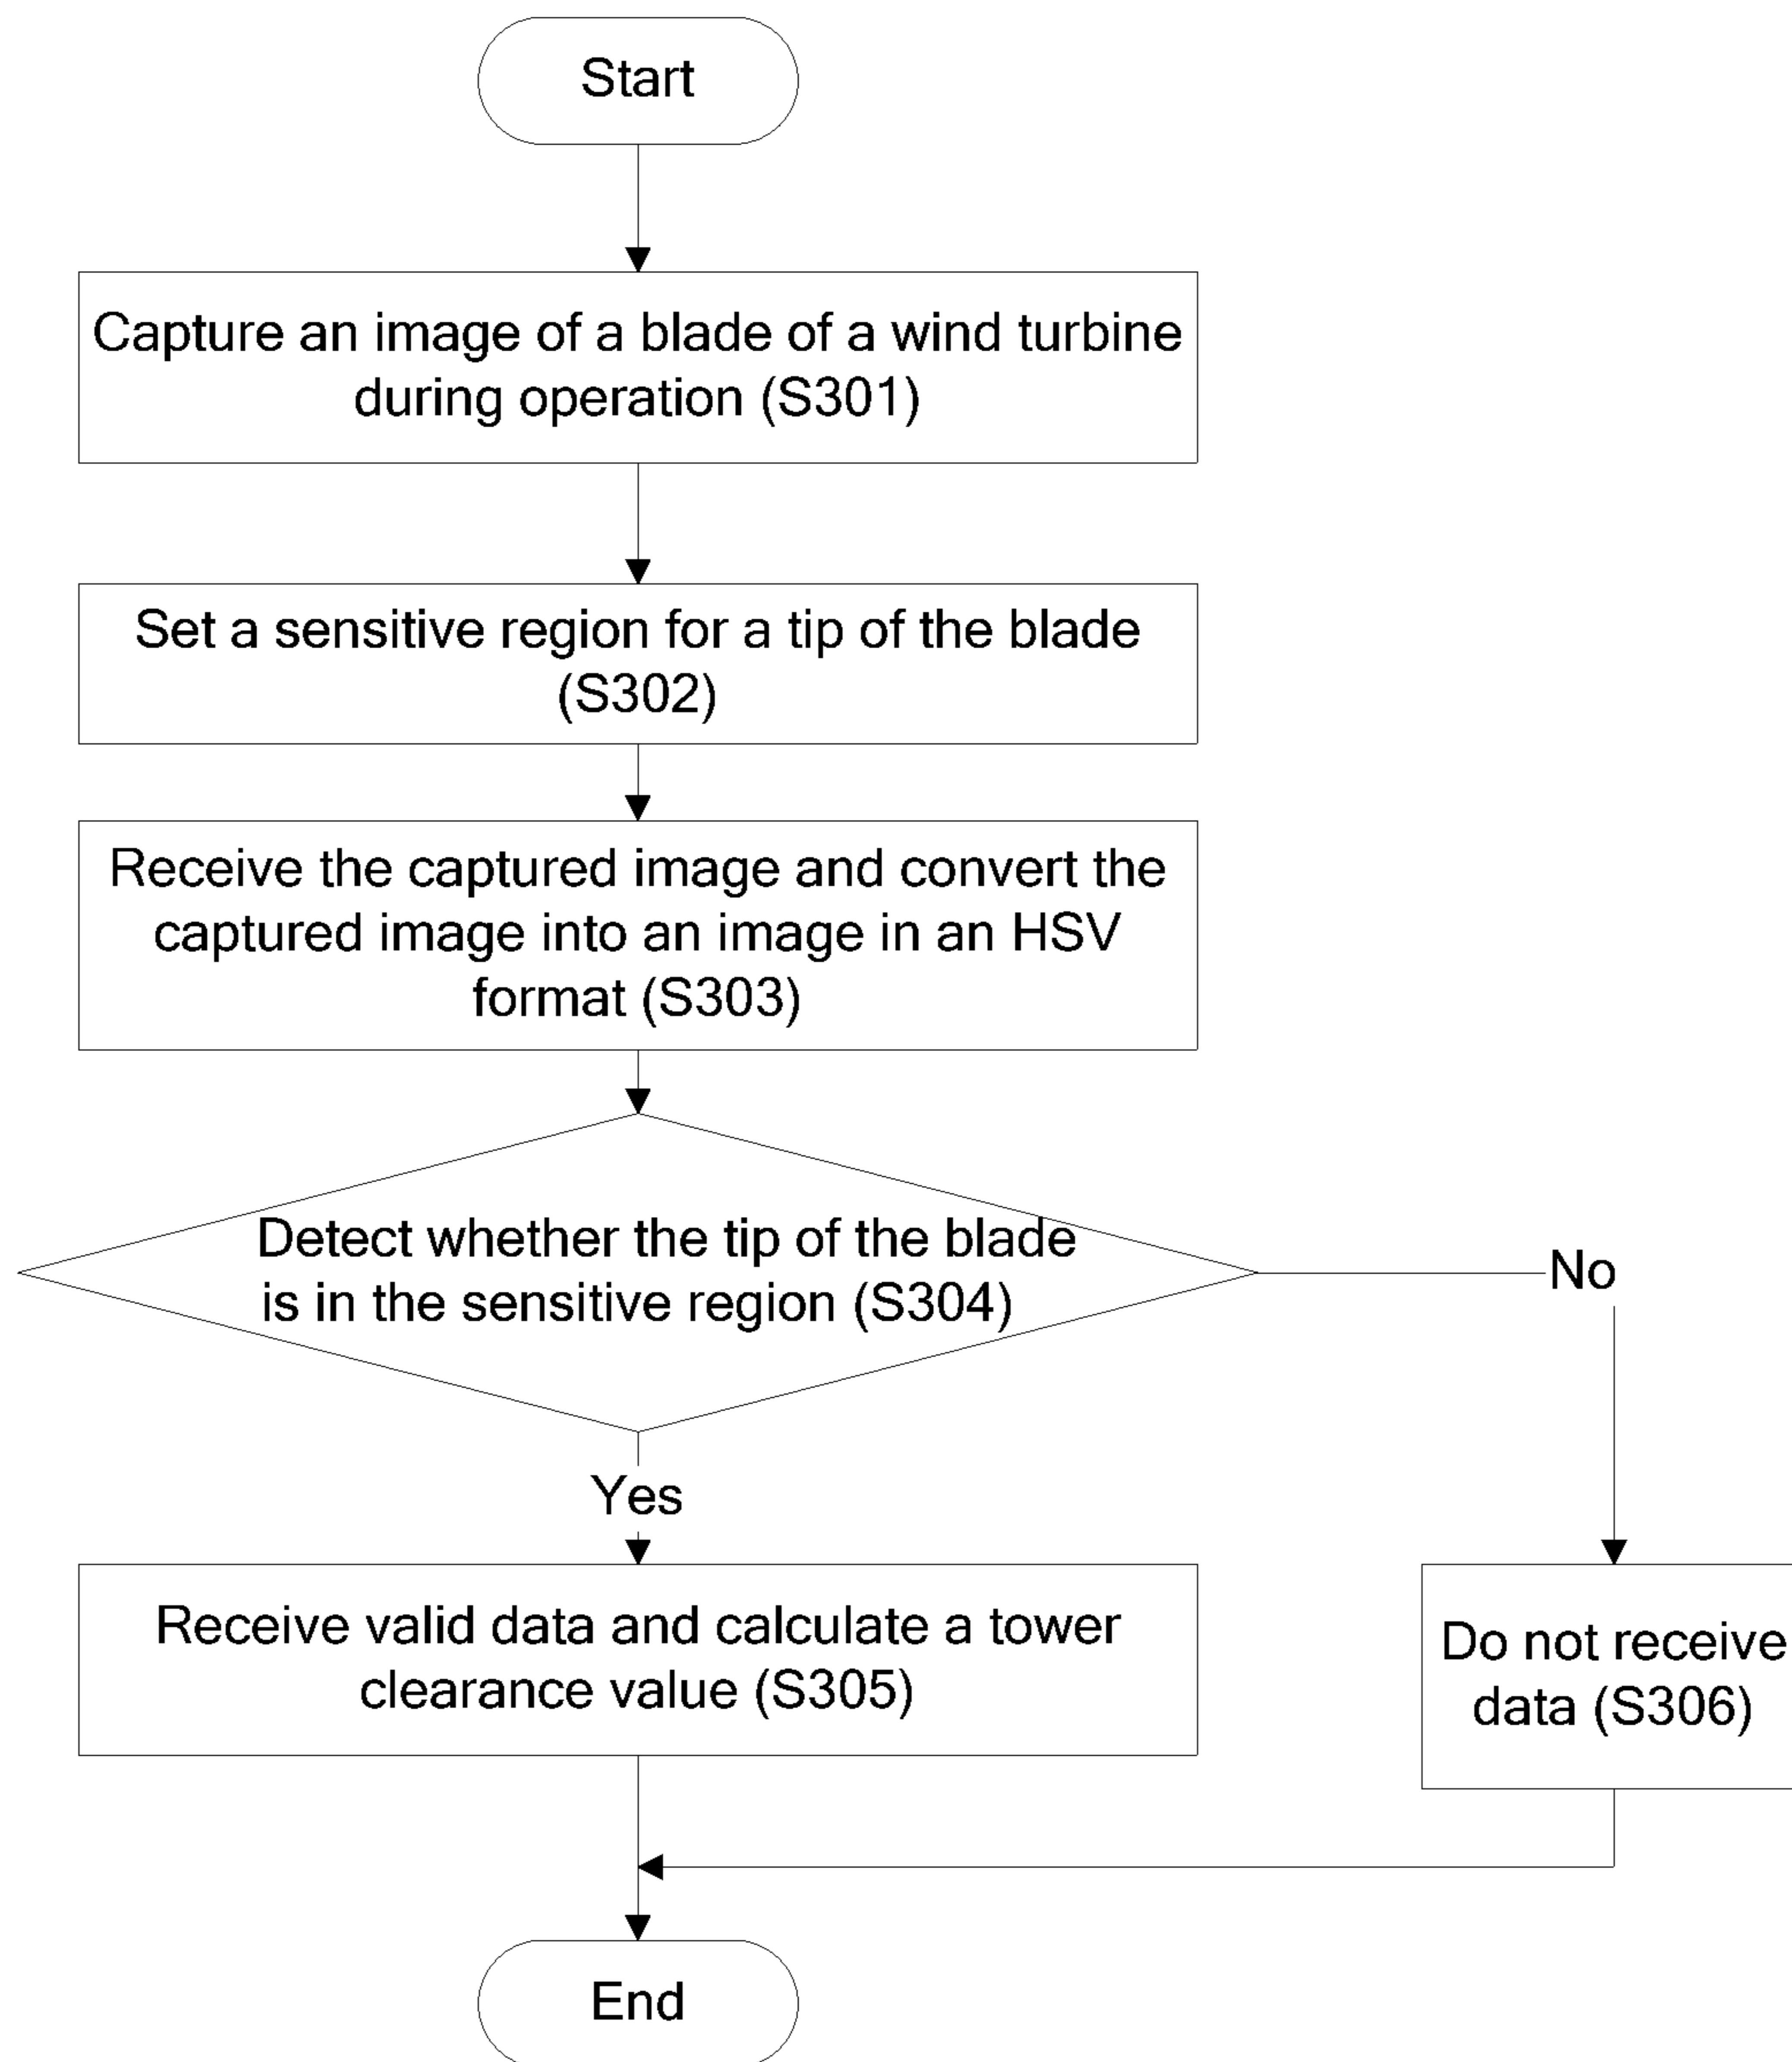 Start
Capture an image of a blade of a wind turbine
during operation (S301)
Set a sensitive region for a tip of the blade
(S302)
Receive the captured image and convert the
captured image into an image in an HSV
format (S303)
Detect whether the tip of the blade
is in the sensitive region (S304)
No
Yes
Receive valid data and calculate a tower
clearance value (S305)
Do not receive
data (S306)
End